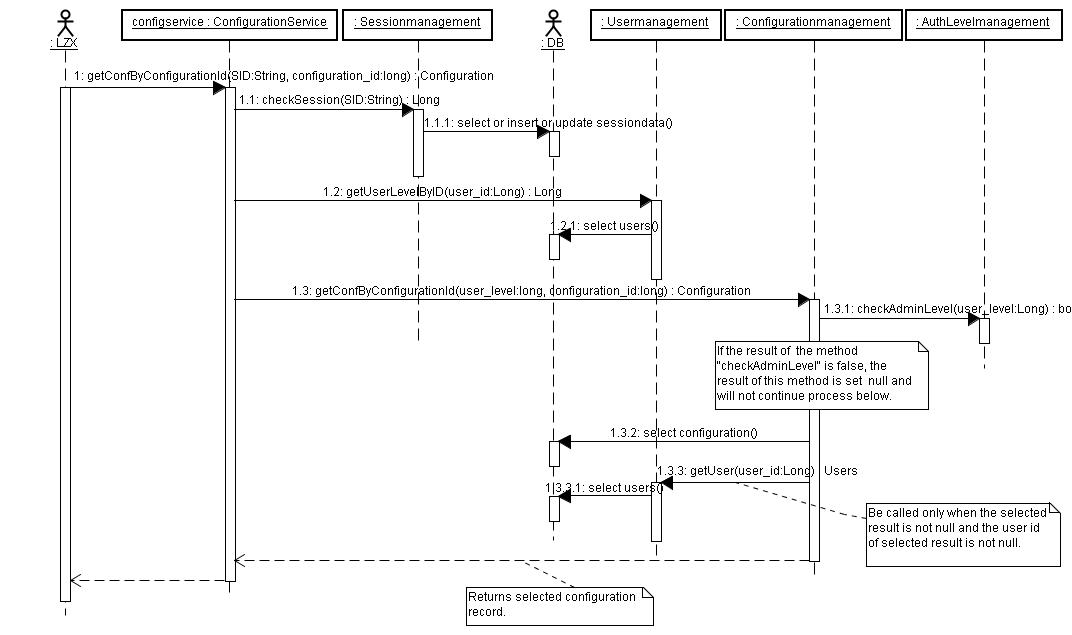 configservice : ConfigurationService
: Sessionmanagement
: Usermanagement
: Configurationmanagement
: AuthLevelmanagement
: LZX
: DB
1: getConfByConfigurationId(SID:String, configuration_id:long) : Configuration
1.1: checkSession(SID:String) : Long
1.1.1: select or insert or update sessiondata()
1.2: getUserLevelByID(user_id:Long) : Long
1.2.1: select users()
1.3: getConfByConfigurationId(user_level:long, configuration_id:long) : Configuration
1.3.1: checkAdminLevel(user_level:Long) : bo
If the result of the method
"checkAdminLevel" is false, the
result of this method is set null and
will not continue process below.
1.3.2: select configuration()
1.3.3: getUser(user_id:Long) : Users
1.3.3.1: select users()
Be called only when the selected
result is not null and the user id
of selected result is not null.
Returns selected configuration
record.